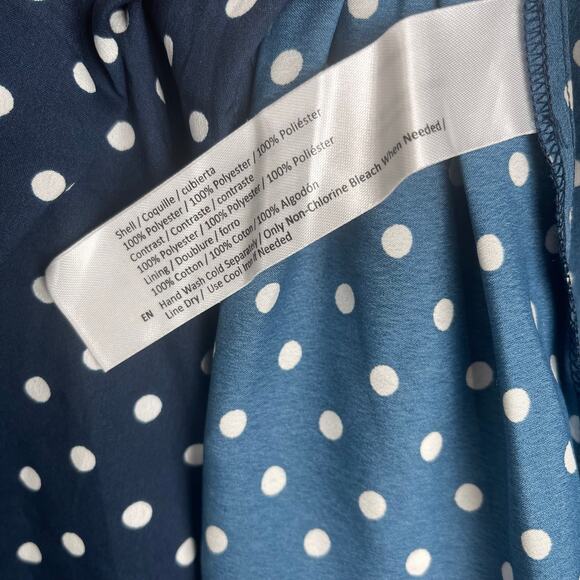 Shell / Coquille / cubierta
100% Polyester / 100% Polyester / 100% Poliéster
Contrast / Contraste / contraste
100% Polyester / 100% Polyester / 100% Poliéster
Lining / Doublure / forro
100% Cotton / 100% Coton / 100% Algodón
EN Hand Wash Cold Separately / Only Non-Chlorine Bleach When Needed /
Line Dry / Use Cool Iron If Needed